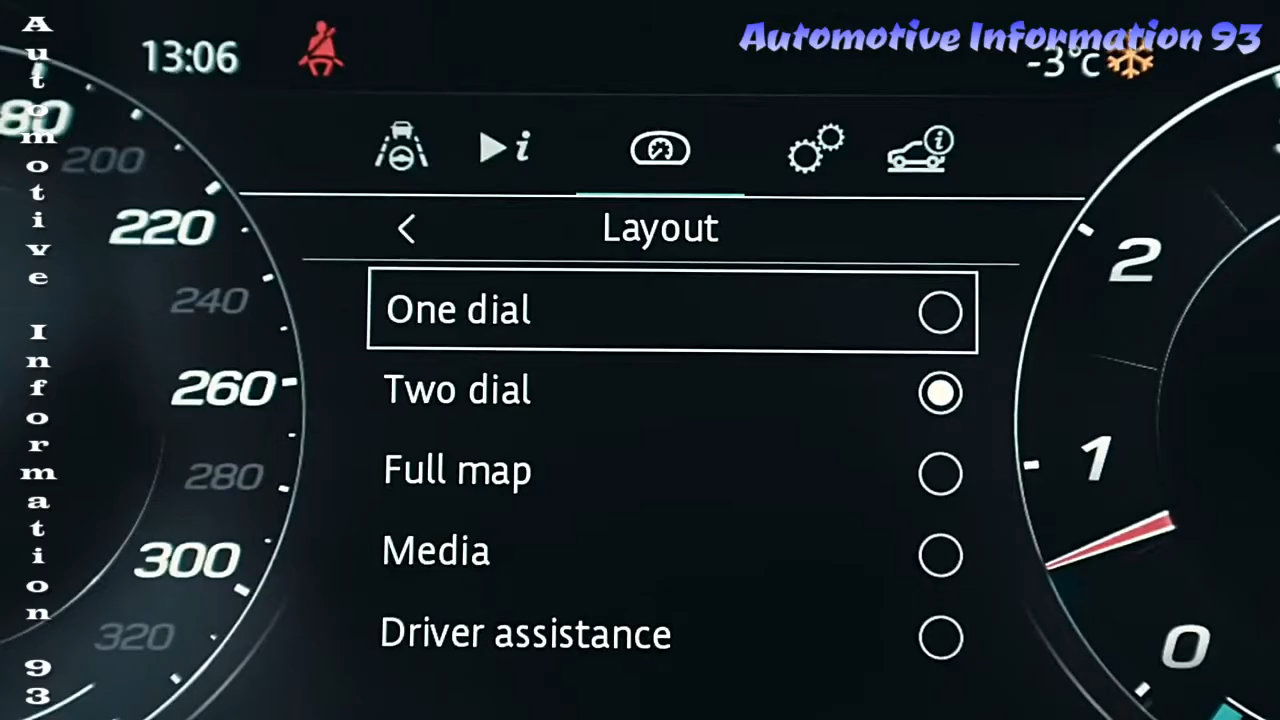 Automotive Information 93
Automotive Information 93
13:06
-3°c
i
i
Layout
One dial
Two dial
Full map
Media
Driver assistance
80
200
220
240
260
280
300
320
2
1
0